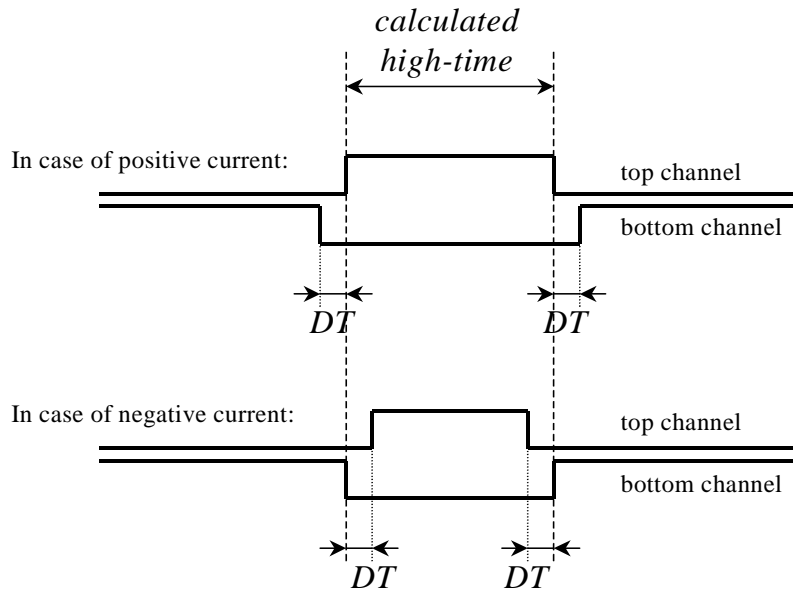 calculated
high-time
In case of positive current:
top channel
bottom channel
DT
DT
In case of negative current:
top channel
bottom channel
DT
DT